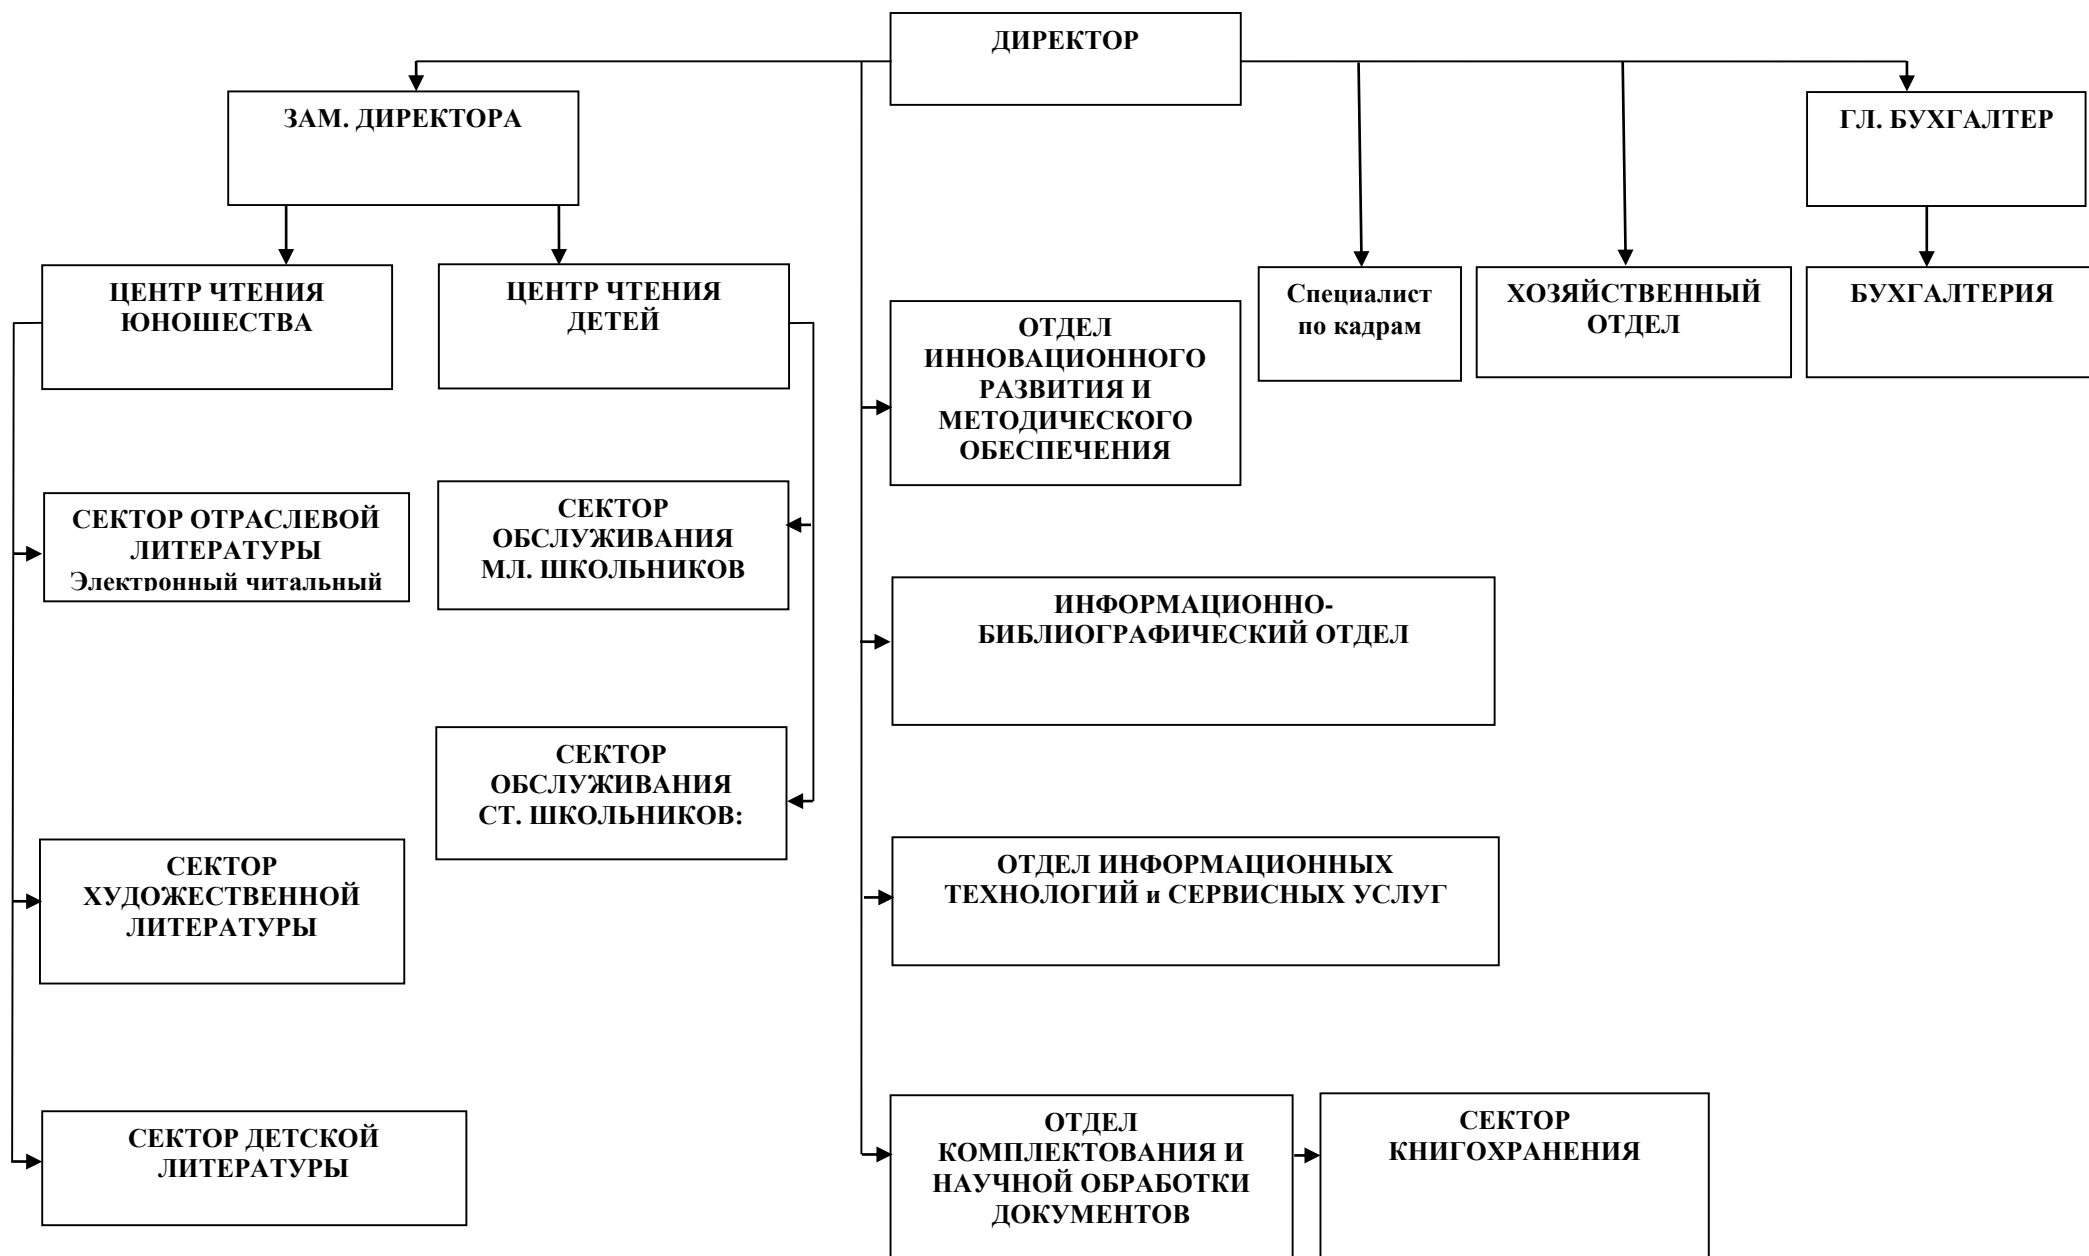 ДИРЕКТОР
ЗАМ. ДИРЕКТОРА
ГЛ. БУХГАЛТЕР
ЦЕНТР ЧТЕНИЯ
ЮНОШЕСТВА
ЦЕНТР ЧТЕНИЯ
ДЕТЕЙ
Специалист
по кадрам
ХОЗЯЙСТВЕННЫЙ
ОТДЕЛ
БУХГАЛТЕРИЯ
ОТДЕЛ
ИННОВАЦИОННОГО
РАЗВИТИЯ И
МЕТОДИЧЕСКОГО
ОБЕСПЕЧЕНИЯ
СЕКТОР ОТРАСЛЕВОЙ
ЛИТЕРАТУРЫ
Электронный читальный
СЕКТОР
ОБСЛУЖИВАНИЯ
МЛ. ШКОЛЬНИКОВ
ИНФОРМАЦИОННО-
БИБЛИОГРАФИЧЕСКИЙ ОТДЕЛ
СЕКТОР
ОБСЛУЖИВАНИЯ
СТ. ШКОЛЬНИКОВ:
СЕКТОР
ХУДОЖЕСТВЕННОЙ
ЛИТЕРАТУРЫ
ОТДЕЛ ИНФОРМАЦИОННЫХ
ТЕХНОЛОГИЙ и СЕРВИСНЫХ УСЛУГ
СЕКТОР ДЕТСКОЙ
ЛИТЕРАТУРЫ
ОТДЕЛ
КОМПЛЕКТОВАНИЯ И
НАУЧНОЙ ОБРАБОТКИ
ДОКУМЕНТОВ
СЕКТОР
КНИГОХРАНЕНИЯ